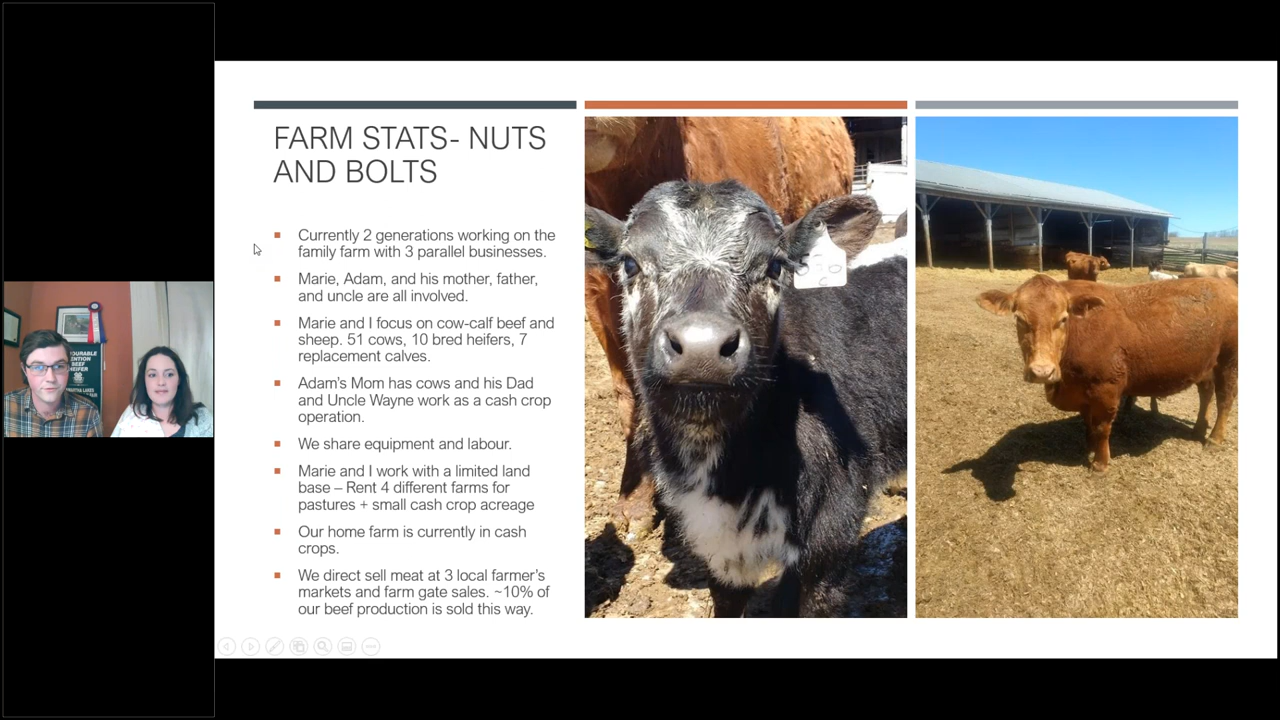 FARM STATS- NUTS
AND BOLTS
Currently 2 generations working on the
family farm with 3 parallel businesses.
Marie, Adam, and his mother, father,
and uncle are all involved.
Marie and I focus on cow-calf beef and
sheep. 51 cows, 10 bred heifers, 7
replacement calves.
Adam's Mom has cows and his Dad
and Uncle Wayne work as a cash crop
operation.
We share equipment and labour.
Marie and I work with a limited land
base – Rent 4 different farms for
pastures + small cash crop acreage
Our home farm is currently in cash
crops.
We direct sell meat at 3 local farmer's
markets and farm gate sales. ~10% of
our beef production is sold this way.